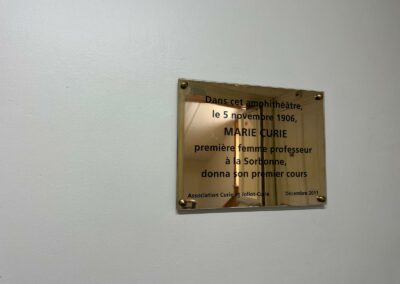 Dans cet amphithéâtre,
le 5 novembre 1906,
MARIE CURIE
première femme professeur
à la Sorbonne,
donna son premier cours
Association Curie et Joliot-Curie Décembre 2011